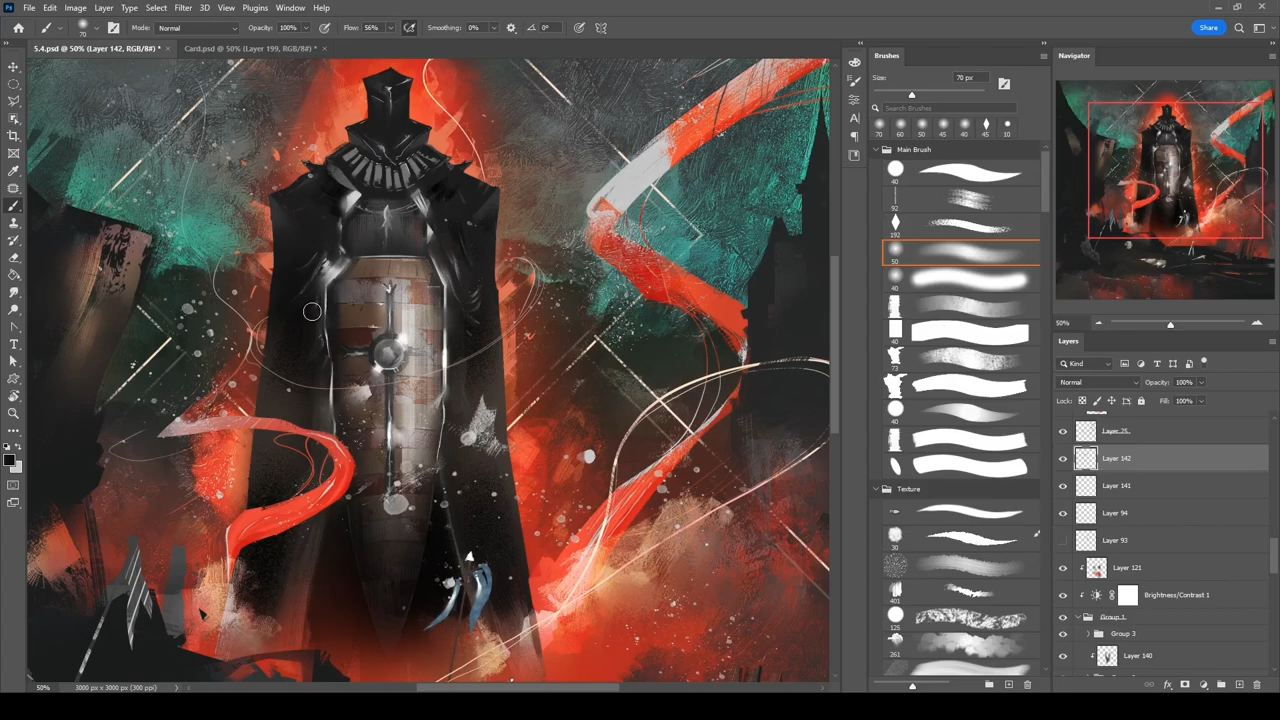 Ps File Edit Image Layer Type Select Filter 3D View Plugins Window Help
70 Mode: Normal Opacity: 100% Flow: 56% Smoothing: 0% 0° Share
5.4.psd @ 50% (Layer 142, RGB/8#) * × Card.psd @ 50% (Layer 199, RGB/8#) * ×
Brushes
Size: 70 px
Search Brushes
70 60 50 45 40 45 10
Main Brush
40
92
192
50
40
40
73
40
Texture
30
401
125
261
Navigator
50%
Layers
Kind
Normal Opacity: 100%
Lock: Fill: 100%
Layer 25
Layer 142
Layer 141
Layer 94
Layer 93
Layer 121
Brightness/Contrast 1
Group 1
Group 3
Layer 140
50% 3000 px x 3000 px (300 ppi)